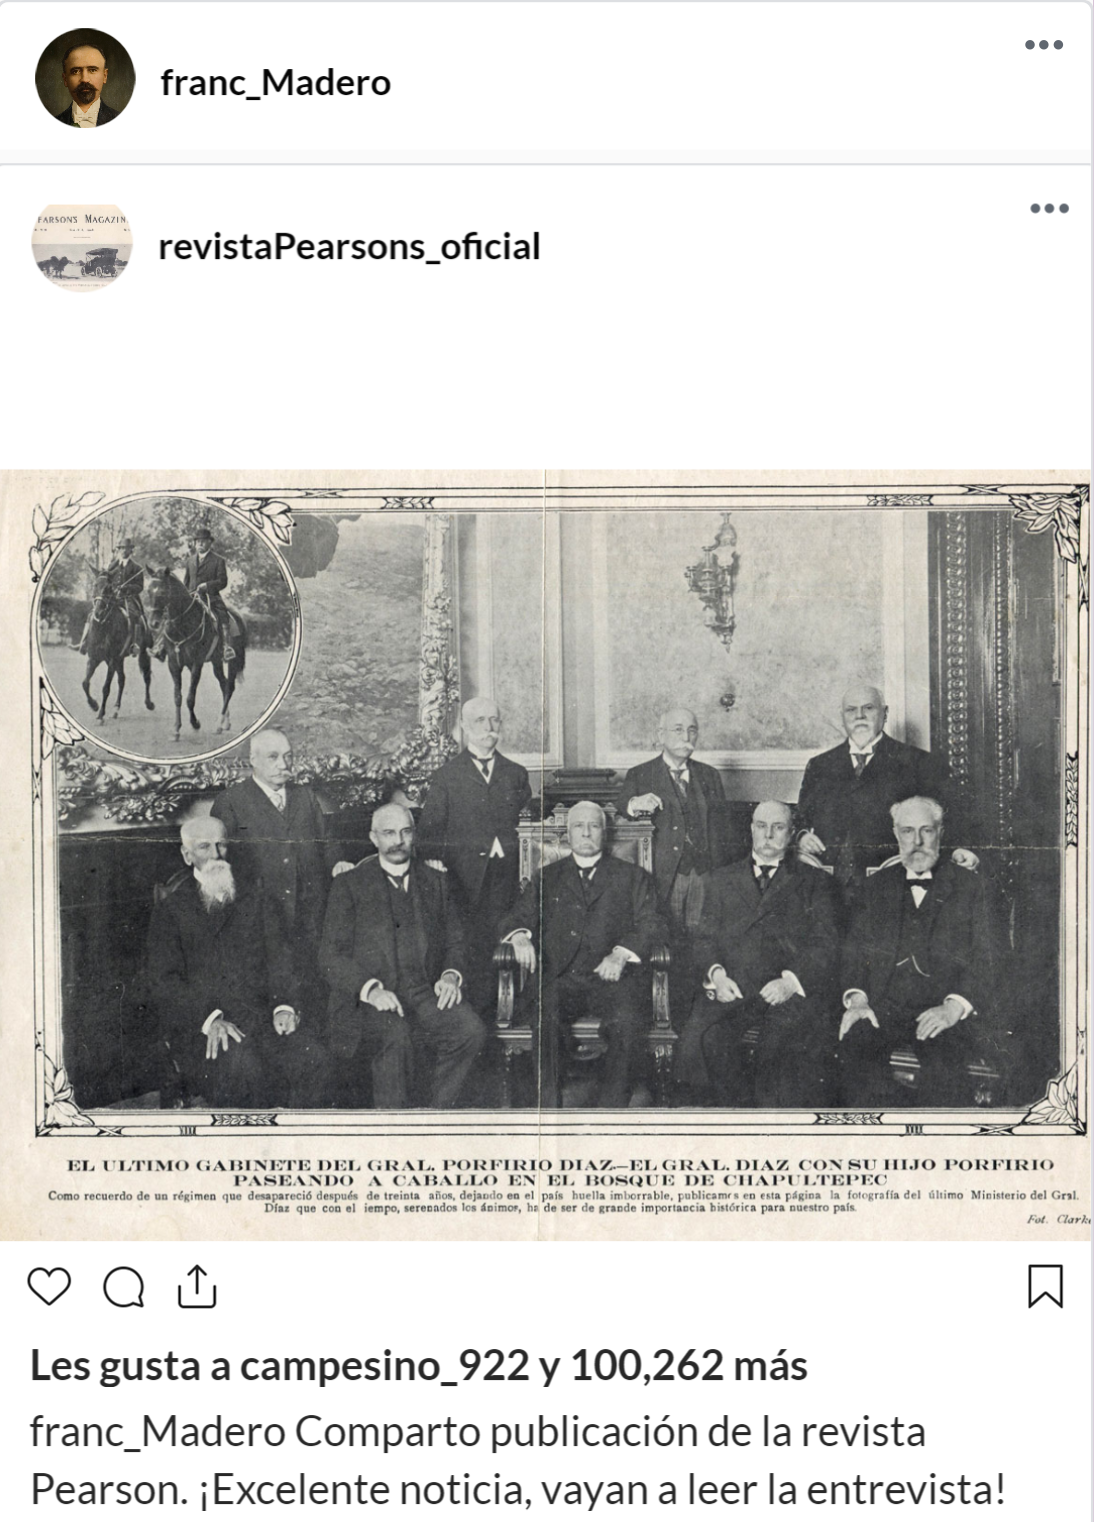 franc_Madero
FARSON'S MAGAZIN
revistaPearsons_oficial
EL ULTIMO GABINETE DEL GRAL. PORFIRIO DIAZ.—EL GRAL. DIAZ CON SU HIJO PORFIRIO
PASEANDO A CABALLO EN EL BOSQUE DE CHAPULTEPEC
Como recuerdo de un régimen que desapareció después de treinta años, dejando en el país huella imborrable, publicamrs en esta página la fotografía del último Ministerio del Gral.
Díaz que con el iempo, serenados los ánimos, ha de ser de grande importancia histórica para nuestro país.
Fot. Clark
Les gusta a campesino_922 y 100,262 más
franc_Madero Comparto publicación de la revista
Pearson. ¡Excelente noticia, vayan a leer la entrevista!